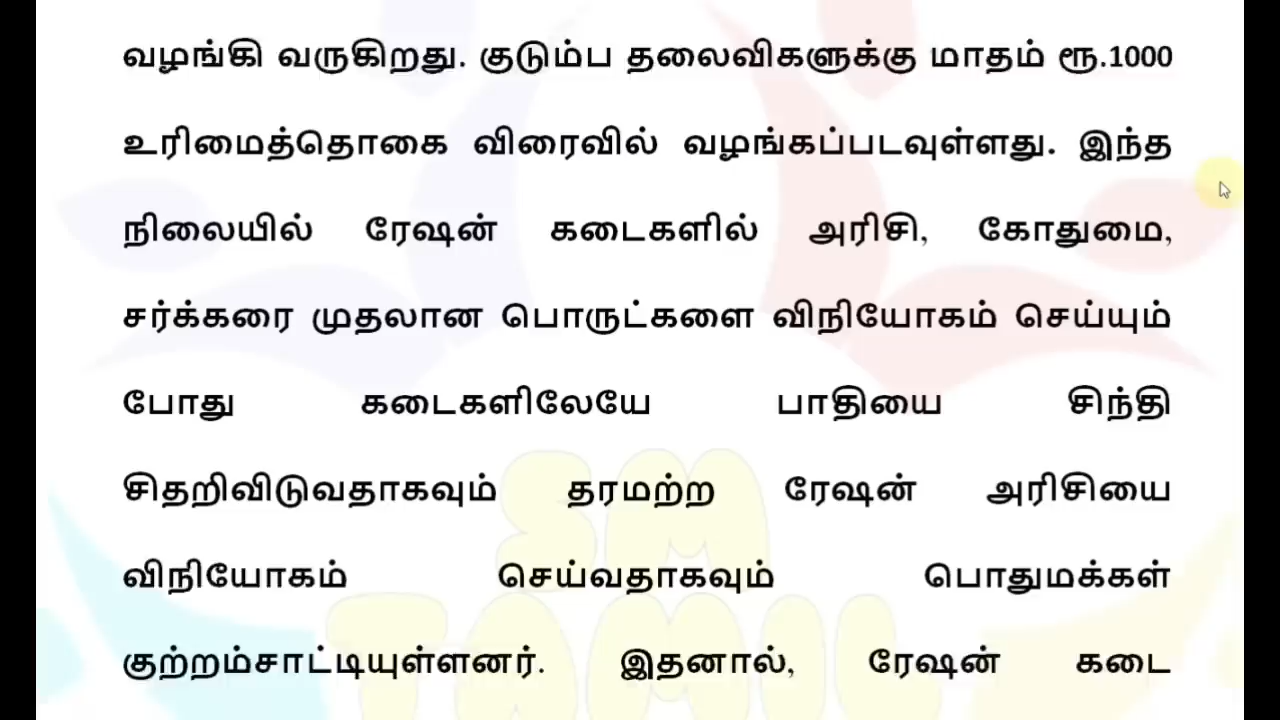 வழங்கி வருகிறது. குடும்ப தலைவிகளுக்கு மாதம் ரூ.1000
உரிமைத்தொகை விரைவில் வழங்கப்படவுள்ளது. இந்த
நிலையில் ரேஷன் கடைகளில் அரிசி, கோதுமை,
சர்க்கரை முதலான பொருட்களை விநியோகம் செய்யும்
போது கடைகளிலேயே பாதியை சிந்தி
சிதறிவிடுவதாகவும் தரமற்ற ரேஷன் அரிசியை
விநியோகம் செய்வதாகவும் பொதுமக்கள்
குற்றம்சாட்டியுள்ளனர். இதனால், ரேஷன் கடை
SM
TAMIL